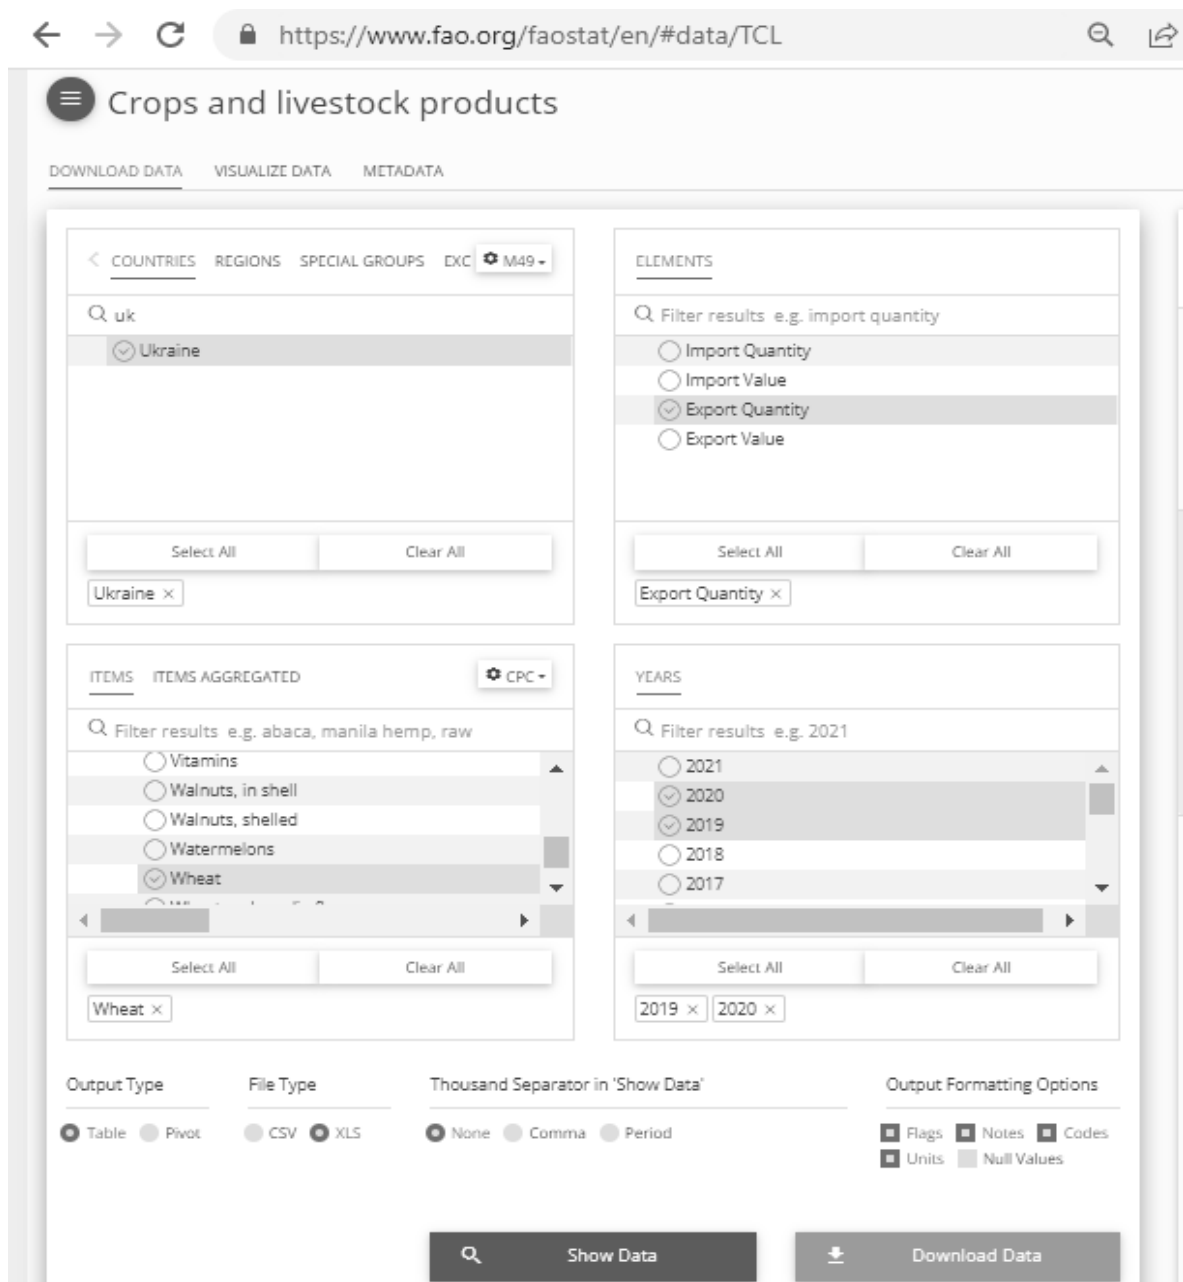 https://www.fao.org/faostat/en/#data/TCL
Crops and livestock products
DOWNLOAD DATA VISUALIZE DATA METADATA
COUNTRIES REGIONS SPECIAL GROUPS EXC M49
uk
Ukraine
Select All Clear All
Ukraine ×
ELEMENTS
Filter results e.g. import quantity
Import Quantity
Import Value
Export Quantity
Export Value
Select All Clear All
Export Quantity ×
ITEMS ITEMS AGGREGATED CPC
Filter results e.g. abaca, manila hemp, raw
Vitamins
Walnuts, in shell
Walnuts, shelled
Watermelons
Wheat
Select All Clear All
Wheat ×
YEARS
Filter results e.g. 2021
2021
2020
2019
2018
2017
Select All Clear All
2019 × 2020 ×
Output Type
Table Pivot
File Type
CSV XLS
Thousand Separator in 'Show Data'
None Comma Period
Output Formatting Options
Flags Notes Codes
Units Null Values
Show Data
Download Data